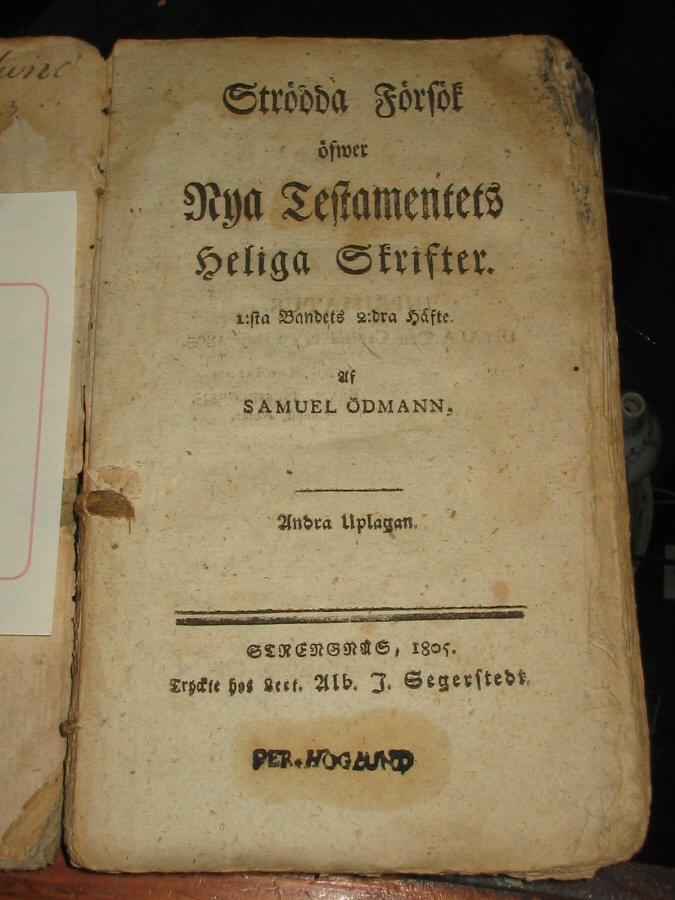 Strödda Försök
öfwer
Nya Testamentets
Heliga Skrifter.
1:sta Bandets 2:dra Häfte.
Af
SAMUEL ÖDMANN,
Andra Uplagan.
STRENGNÄS, 1805.
Tryckte hos Lect. Alb. J. Segerstedt.
PER. HÖGLUND